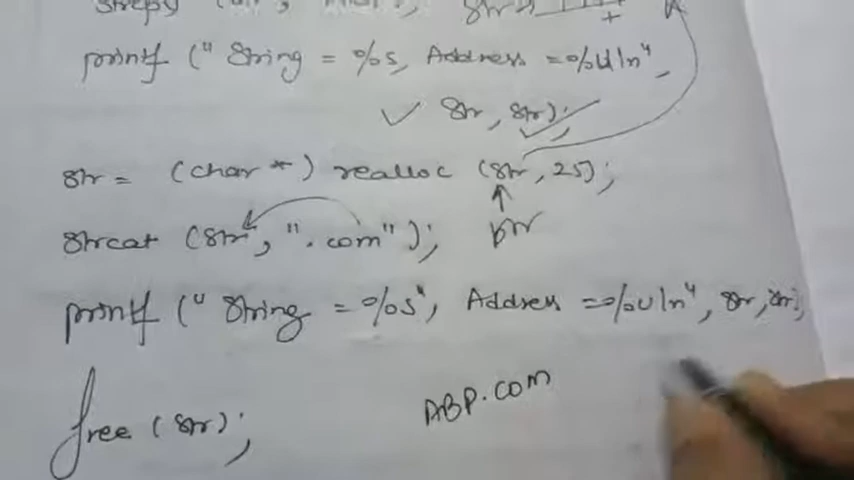 printf (" String = %s, Address = %u\n",
str, str);
str = (char *) realloc (str, 25);
strcat (str, ".com"); ptr
printf (" String = %s", Address = %u\n", str, str);
ABP.com
free (str);